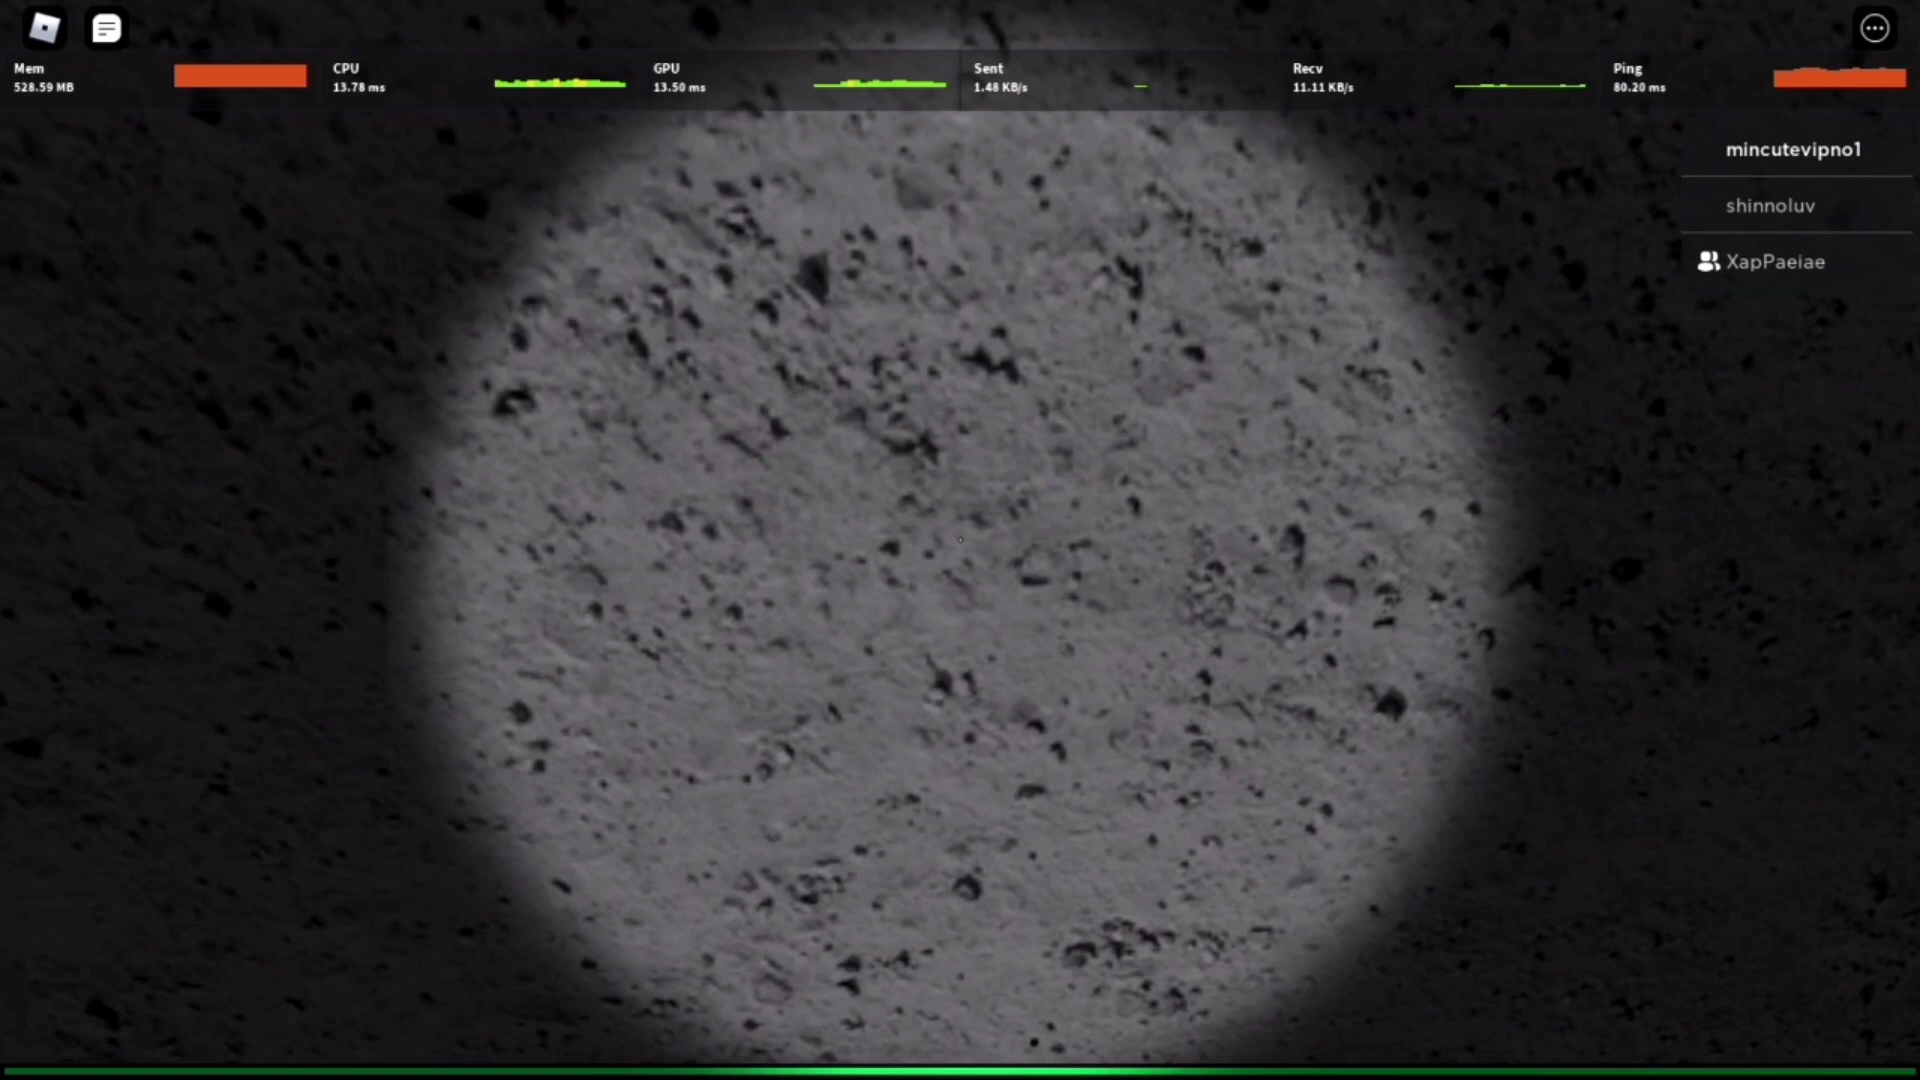 Mem
528.59 MB
CPU
13.78 ms
GPU
13.50 ms
Sent
1.48 KB/s
Recv
11.11 KB/s
Ping
80.20 ms
mincutevipno1
shinnoluv
XapPaeiae